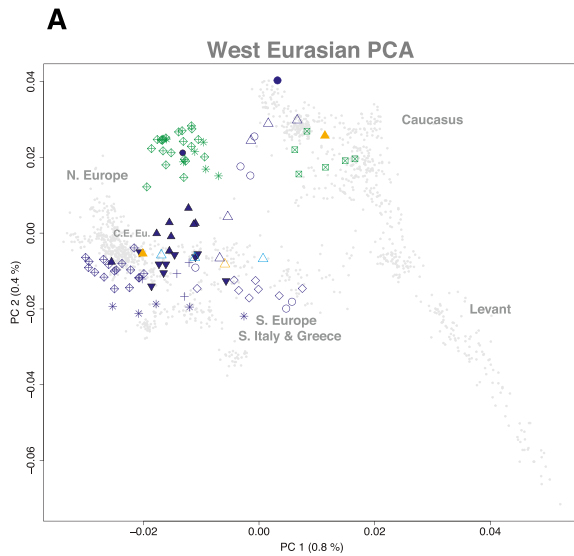 A
West Eurasian PCA
Caucasus
N. Europe
C.E. Eu.
Levant
S. Europe
S. Italy & Greece
PC 2 (0.4 %)
0.04
0.02
0.00
−0.02
−0.04
−0.06
−0.02
0.00
0.02
0.04
PC 1 (0.8 %)